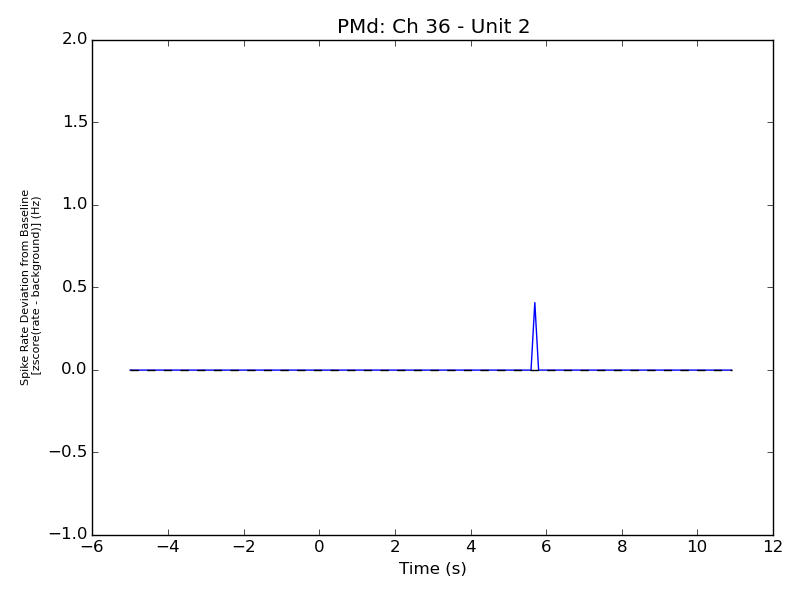 PMd: Ch 36 - Unit 2
2.0
1.5
1.0
0.5
0.0
−0.5
−1.0
Spike Rate Deviation from Baseline
[zscore(rate - background)] (Hz)
−6 −4 −2 0 2 4 6 8 10 12
Time (s)